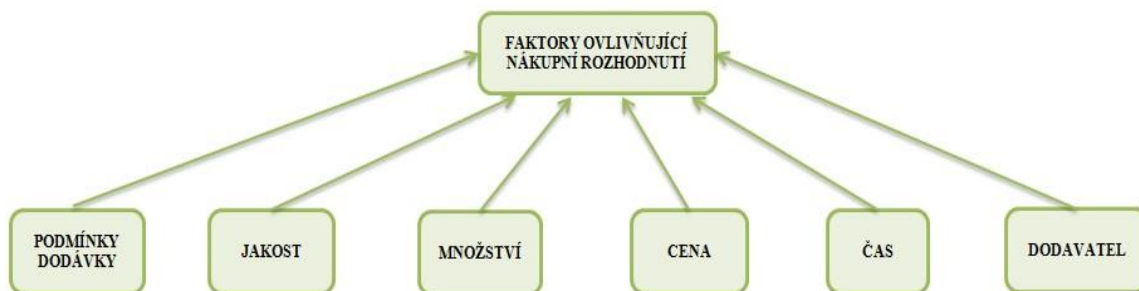 FAKTORY OVLIVŇUJÍCÍ
NÁKUPNÍ ROZHODNUTÍ
PODMÍNKY
DODÁVKY
JAKOST
MNOŽSTVÍ
CENA
ČAS
DODAVATEL